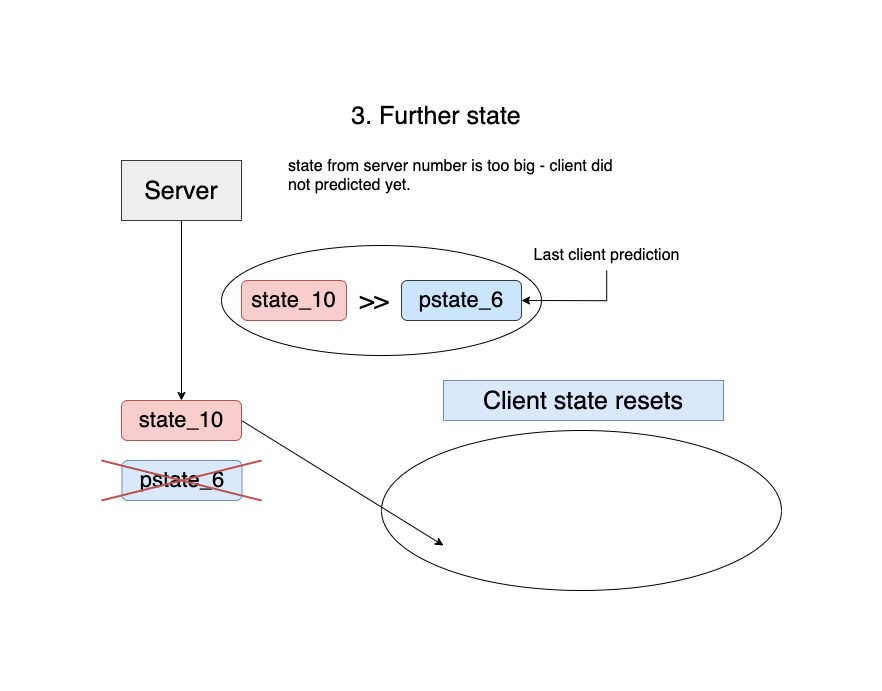 3. Further state
state from server number is too big - client did
not predicted yet.
Server
Last client prediction
state_10 >> pstate_6
Client state resets
state_10
pstate_6